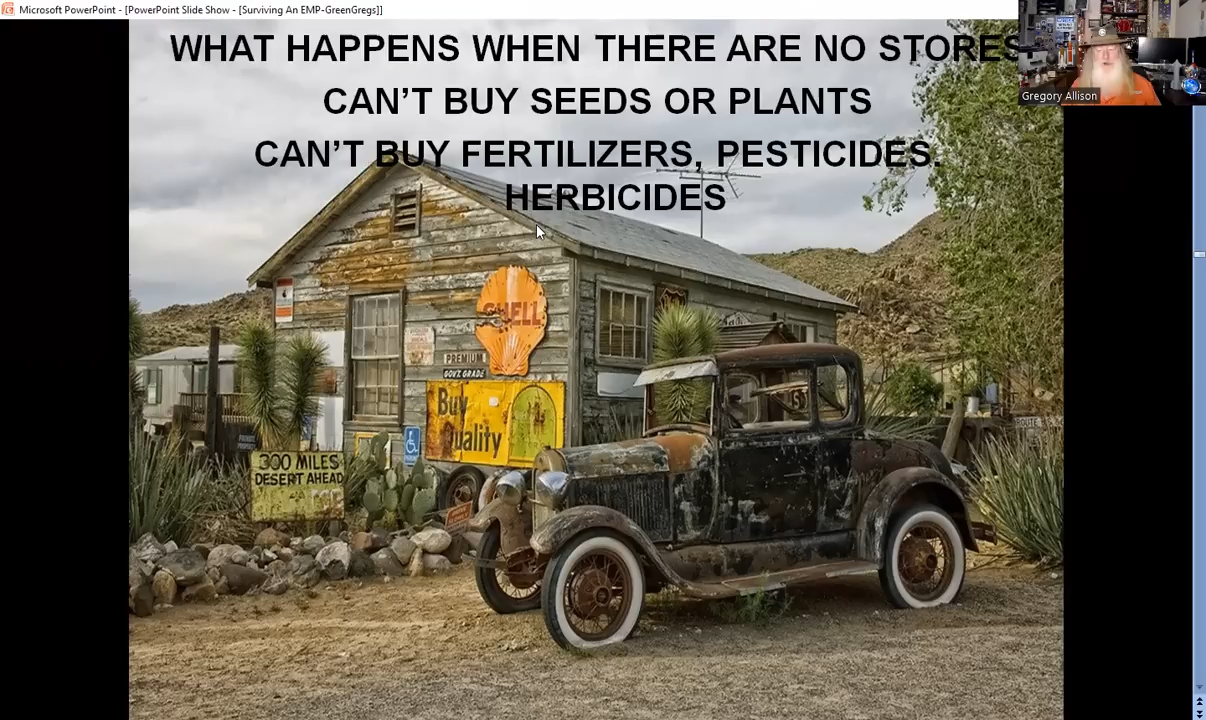 Microsoft PowerPoint - [PowerPoint Slide Show - [Surviving An EMP-GreenGregs]]
WHAT HAPPENS WHEN THERE ARE NO STORES
CAN'T BUY SEEDS OR PLANTS
CAN'T BUY FERTILIZERS, PESTICIDES.
HERBICIDES
Gregory Allison
SHELL
PREMIUM
GOVT. GRADE
Buy
Quality
300 MILES
DESERT AHEAD